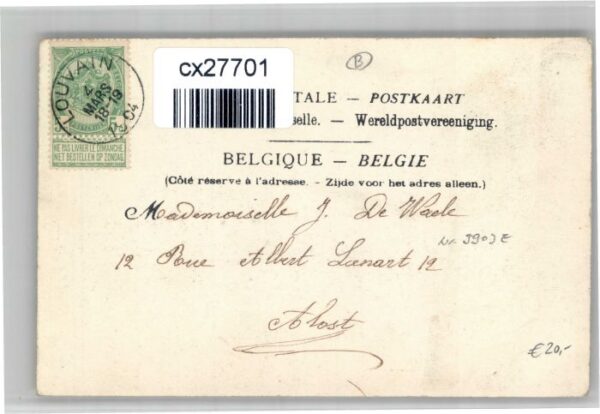 cx27701
B
LOUVAIN
4
MARS
18-19
04
NE PAS LIVRER LE DIMANCHE
NIET BESTELLEN OP ZONDAG
TALE — POSTKAART
selle. — Wereldpostvereeniging.
BELGIQUE — BELGIE
(Côté réservé à l'adresse. - Zijde voor het adres alleen.)
Mademoiselle J. De Waele
12 Rue Albert Lienart 12
Alost
€20,-